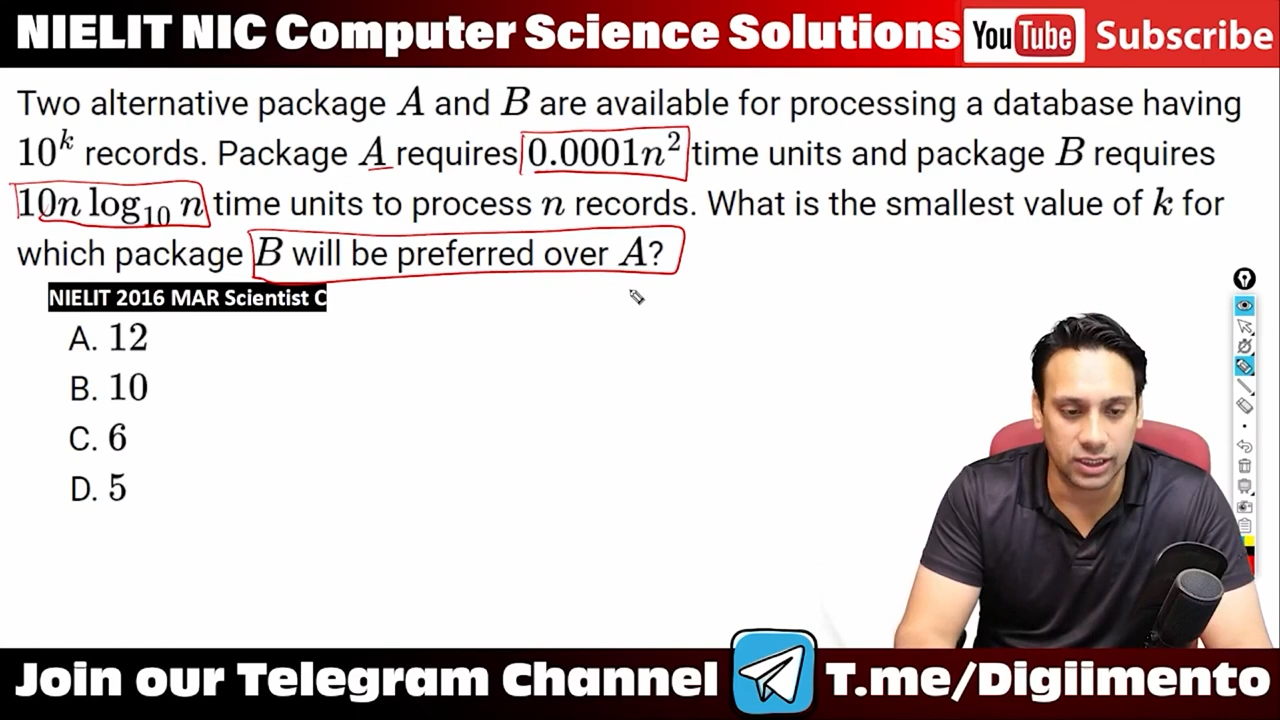 NIELIT NIC Computer Science Solutions YouTube Subscribe
Two alternative package A and B are available for processing a database having
10^k records. Package A requires 0.0001n^2 time units and package B requires
10n log_10 n time units to process n records. What is the smallest value of k for
which package B will be preferred over A?
NIELIT 2016 MAR Scientist C
A. 12
B. 10
C. 6
D. 5
Join our Telegram Channel T.me/Digiimento